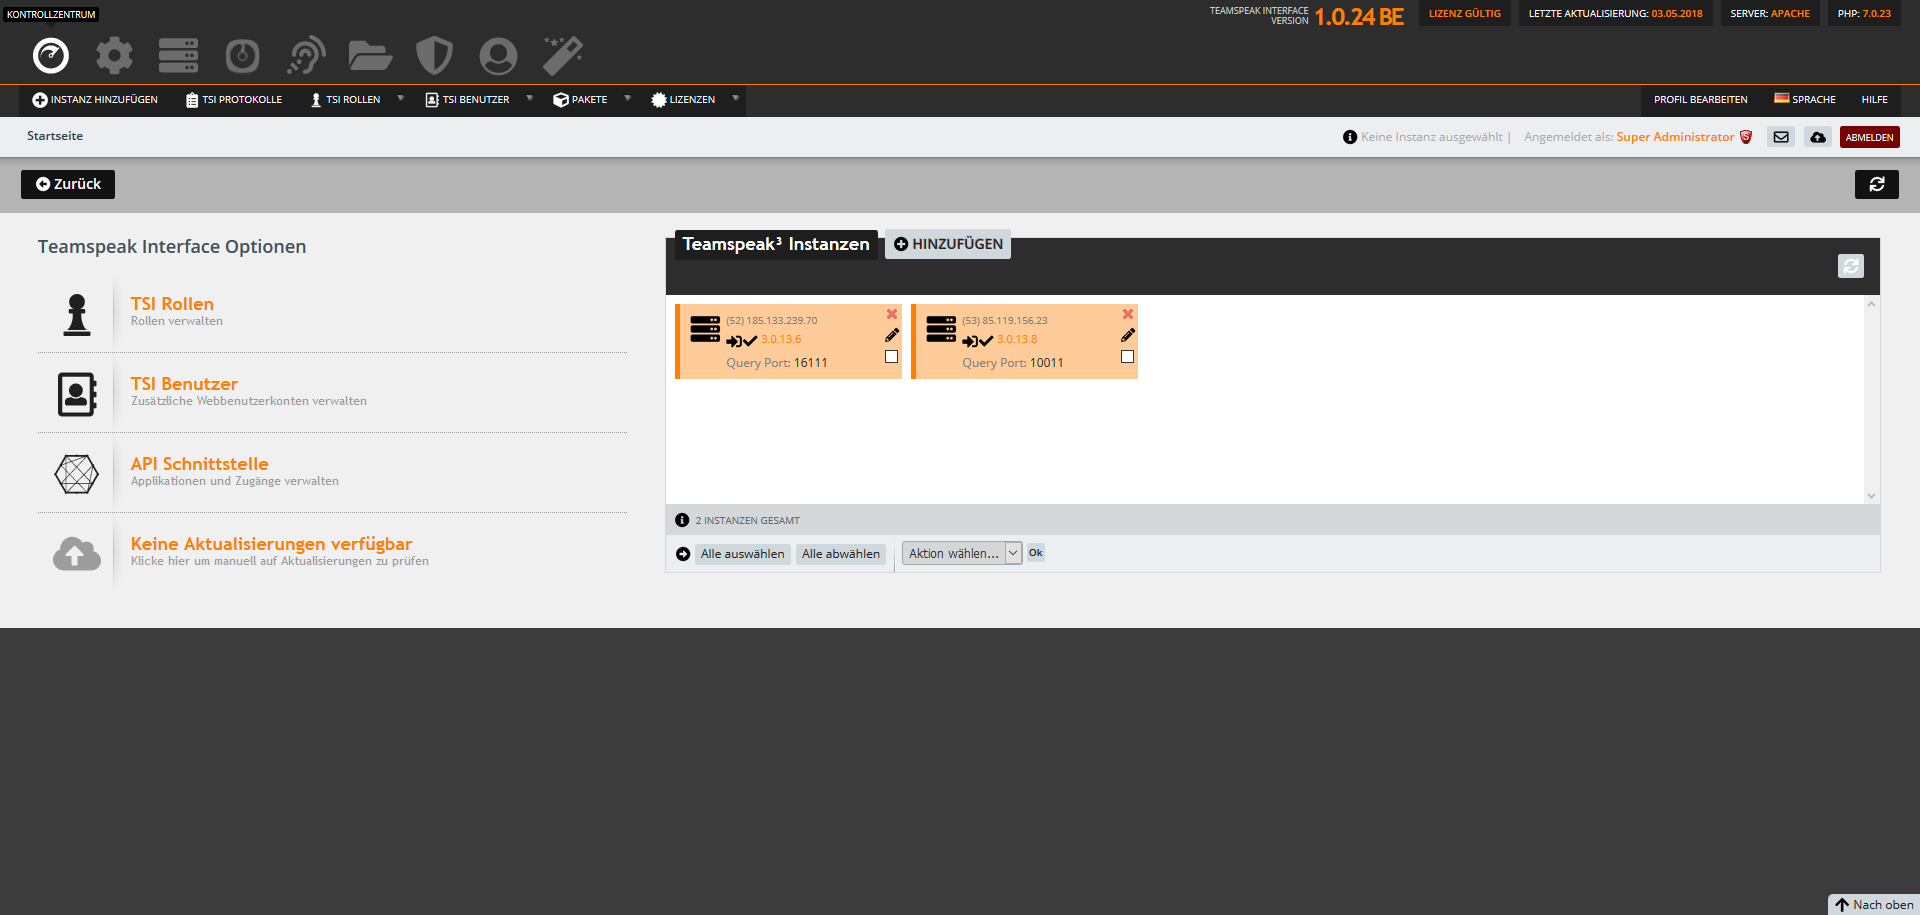 KONTROLLZENTRUM
TEAMSPEAK INTERFACE VERSION 1.0.24 BE
LIZENZ GÜLTIG
LETZTE AKTUALISIERUNG: 03.05.2018
SERVER: APACHE
PHP: 7.0.23
INSTANZ HINZUFÜGEN
TSI PROTOKOLLE
TSI ROLLEN
TSI BENUTZER
PAKETE
LIZENZEN
PROFIL BEARBEITEN
SPRACHE
HILFE
Startseite
Keine Instanz ausgewählt |
Angemeldet als: Super Administrator
ABMELDEN
Zurück
Teamspeak Interface Optionen
TSI Rollen
Rollen verwalten
TSI Benutzer
Zusätzliche Webbenutzerkonten verwalten
API Schnittstelle
Applikationen und Zugänge verwalten
Keine Aktualisierungen verfügbar
Klicke hier um manuell auf Aktualisierungen zu prüfen
Teamspeak³ Instanzen
HINZUFÜGEN
(52) 185.133.239.70
3.0.13.6
Query Port: 16111
(53) 85.119.156.23
3.0.13.8
Query Port: 10011
2 INSTANZEN GESAMT
Alle auswählen
Alle abwählen
Aktion wählen...
Ok
Nach oben